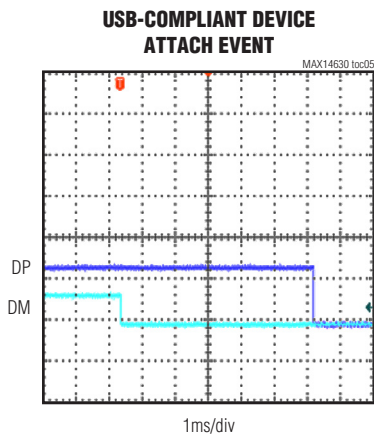 USB-COMPLIANT DEVICE
ATTACH EVENT
MAX14630 toc05
T
DP
DM
1ms/div